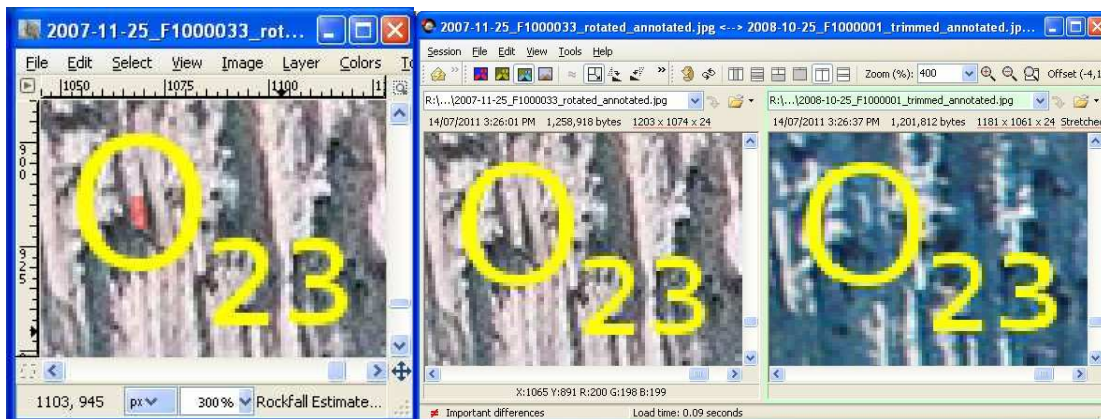 2007-11-25_F1000033_rot...
File Edit Select View Image Layer Colors
1050 1075 1100
900
925
23
1103, 945 px 300% Rockfall Estimate...
2007-11-25_F1000033_rotated_annotated.jpg <--> 2008-10-25_F1000001_trimmed_annotated.jp...
Session File Edit View Tools Help
Zoom (%): 400 Offset (-4,1
R:\...\2007-11-25_F1000033_rotated_annotated.jpg R:\...\2008-10-25_F1000001_trimmed_annotated.jpg
14/07/2011 3:26:01 PM 1,258,918 bytes 1203 x 1074 x 24 14/07/2011 3:26:37 PM 1,201,812 bytes 1181 x 1061 x 24 Stretched
23 23
X:1065 Y:891 R:200 G:198 B:199
Important differences Load time: 0.09 seconds